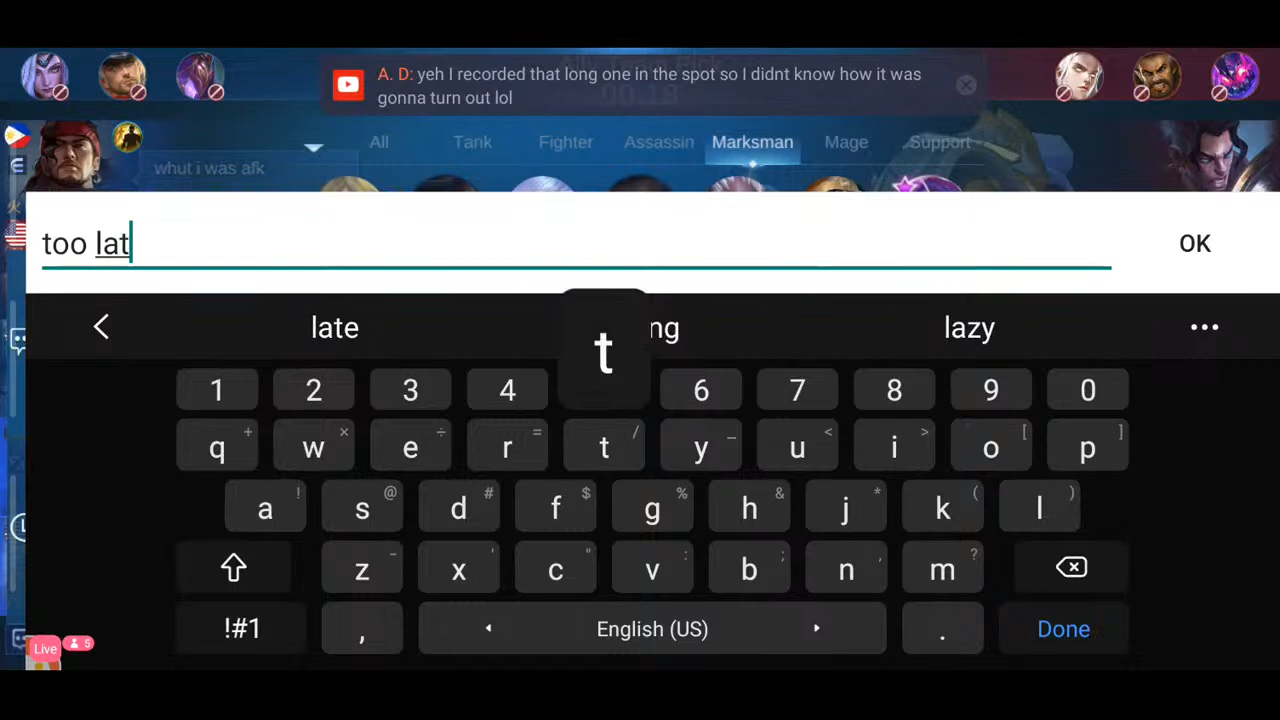 A. D: yeh I recorded that long one in the spot so I didnt know how it was
gonna turn out lol
All Tank Fighter Assassin Marksman Mage Support
whut i was afk
too lat
OK
late ng lazy
t
1 2 3 4 6 7 8 9 0
q + w × e ÷ r = t / y _ u < i > o [ p ]
a ! s @ d # f $ g % h & j * k ( l )
z - x ' c " v : b ; n , m ?
!#1 , English (US) . Done
Live 5